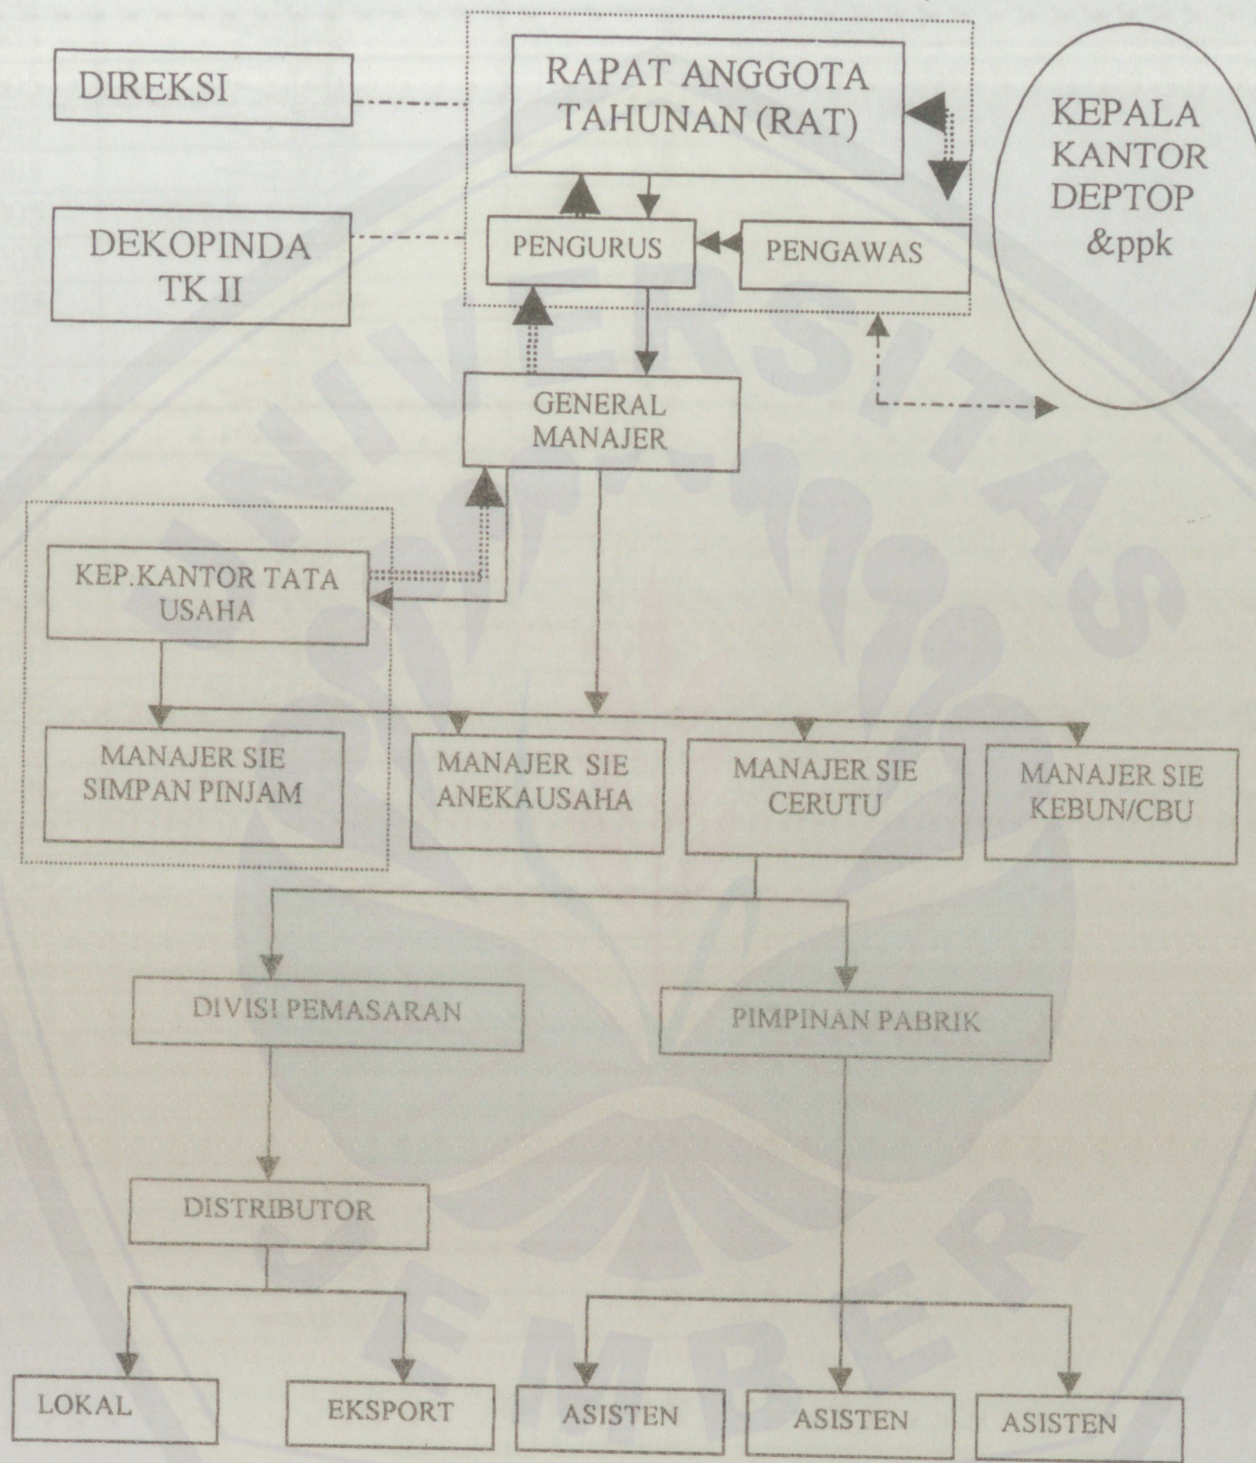 DIREKSI
RAPAT ANGGOTA
TAHUNAN (RAT)
KEPALA
KANTOR
DEPTOP
&ppk
DEKOPINDA
TK II
PENGURUS
PENGAWAS
GENERAL
MANAJER
KEP.KANTOR TATA
USAHA
MANAJER SIE
SIMPAN PINJAM
MANAJER SIE
ANEKAUSAHA
MANAJER SIE
CERUTU
MANAJER SIE
KEBUN/CBU
DIVISI PEMASARAN
PIMPINAN PABRIK
DISTRIBUTOR
LOKAL
EKSPORT
ASISTEN
ASISTEN
ASISTEN
UNIVERSITAS
JEMBER